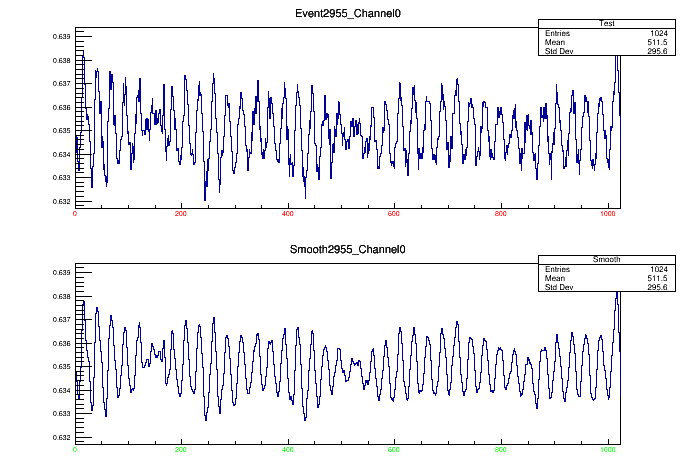 Event2955_Channel0
Test
Entries 1024
Mean 511.5
Std Dev 295.6
0.639
0.638
0.637
0.636
0.635
0.634
0.633
0.632
0 200 400 600 800 1000
Smooth2955_Channel0
Smooth
Entries 1024
Mean 511.5
Std Dev 295.6
0.639
0.638
0.637
0.636
0.635
0.634
0.633
0.632
0 200 400 600 800 1000